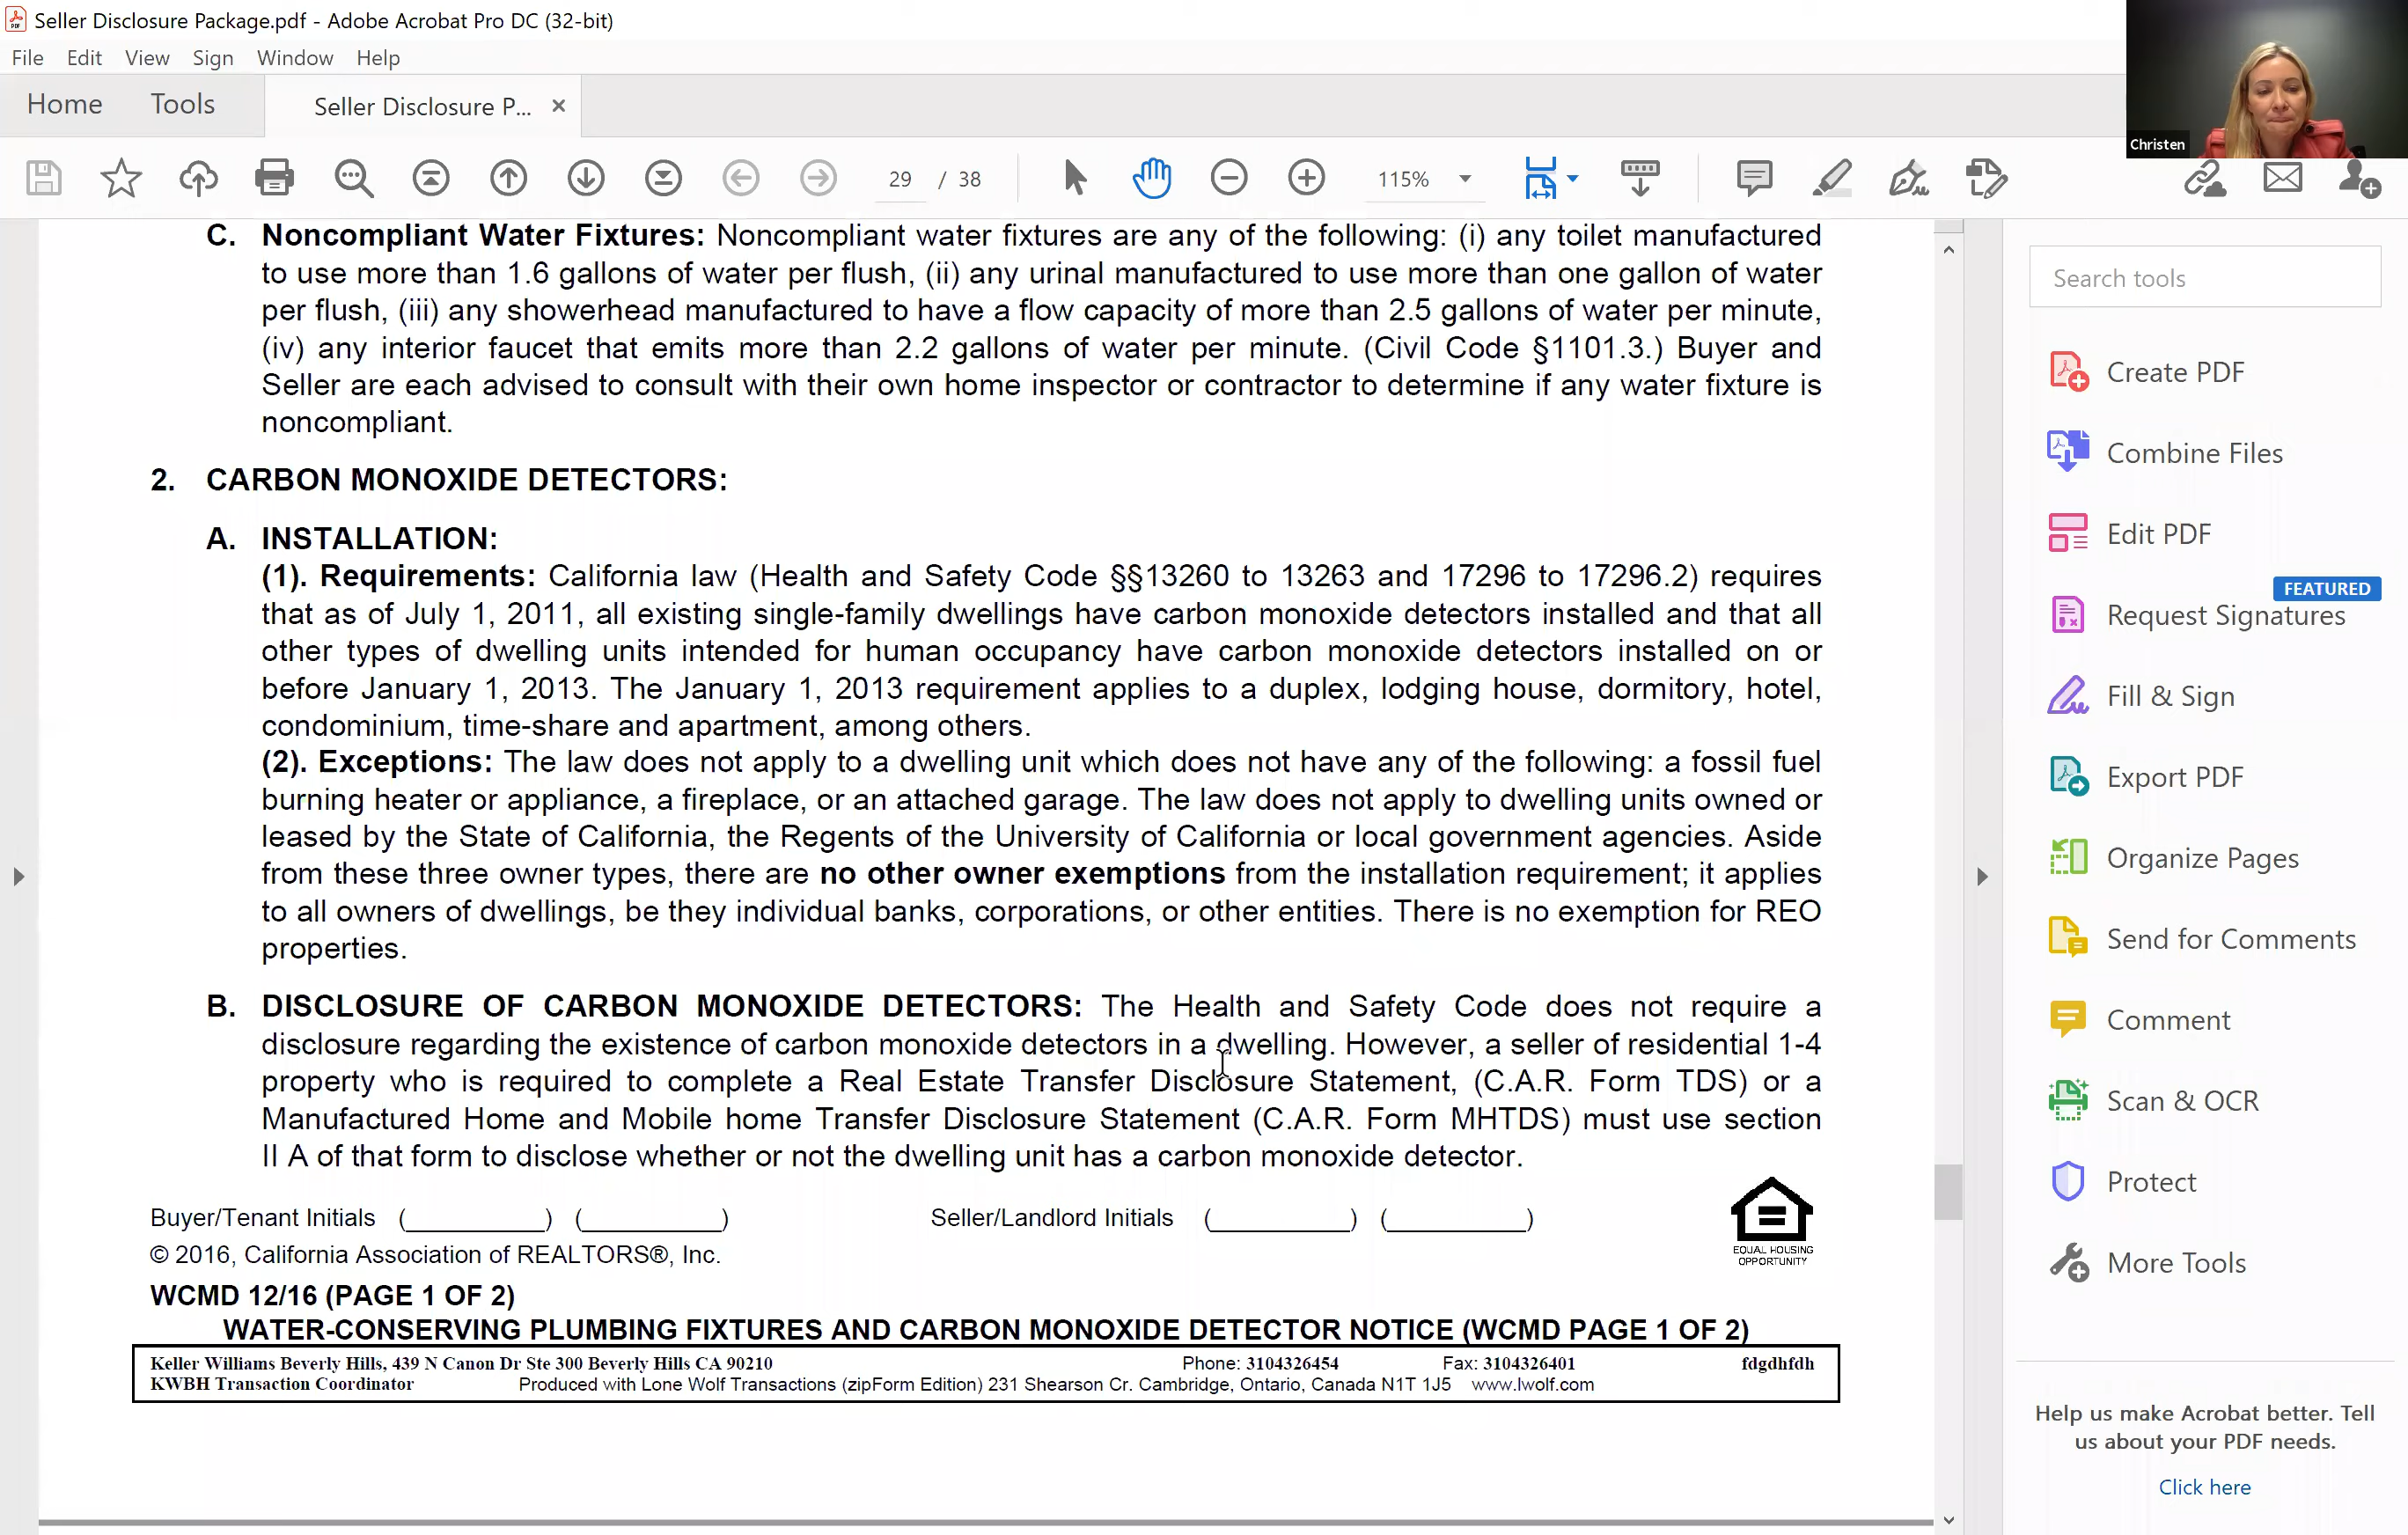 Seller Disclosure Package.pdf - Adobe Acrobat Pro DC (32-bit)
File Edit View Sign Window Help
Home Tools Seller Disclosure P... ×
29 / 38 115%
Christen
C. Noncompliant Water Fixtures: Noncompliant water fixtures are any of the following: (i) any toilet manufactured
to use more than 1.6 gallons of water per flush, (ii) any urinal manufactured to use more than one gallon of water
per flush, (iii) any showerhead manufactured to have a flow capacity of more than 2.5 gallons of water per minute,
(iv) any interior faucet that emits more than 2.2 gallons of water per minute. (Civil Code §1101.3.) Buyer and
Seller are each advised to consult with their own home inspector or contractor to determine if any water fixture is
noncompliant.
2. CARBON MONOXIDE DETECTORS:
A. INSTALLATION:
(1). Requirements: California law (Health and Safety Code §§13260 to 13263 and 17296 to 17296.2) requires
that as of July 1, 2011, all existing single-family dwellings have carbon monoxide detectors installed and that all
other types of dwelling units intended for human occupancy have carbon monoxide detectors installed on or
before January 1, 2013. The January 1, 2013 requirement applies to a duplex, lodging house, dormitory, hotel,
condominium, time-share and apartment, among others.
(2). Exceptions: The law does not apply to a dwelling unit which does not have any of the following: a fossil fuel
burning heater or appliance, a fireplace, or an attached garage. The law does not apply to dwelling units owned or
leased by the State of California, the Regents of the University of California or local government agencies. Aside
from these three owner types, there are no other owner exemptions from the installation requirement; it applies
to all owners of dwellings, be they individual banks, corporations, or other entities. There is no exemption for REO
properties.
B. DISCLOSURE OF CARBON MONOXIDE DETECTORS: The Health and Safety Code does not require a
disclosure regarding the existence of carbon monoxide detectors in a dwelling. However, a seller of residential 1-4
property who is required to complete a Real Estate Transfer Disclosure Statement, (C.A.R. Form TDS) or a
Manufactured Home and Mobile home Transfer Disclosure Statement (C.A.R. Form MHTDS) must use section
II A of that form to disclose whether or not the dwelling unit has a carbon monoxide detector.
Buyer/Tenant Initials (__________) (__________) Seller/Landlord Initials (__________) (__________)
EQUAL HOUSING
OPPORTUNITY
© 2016, California Association of REALTORS®, Inc.
WCMD 12/16 (PAGE 1 OF 2)
WATER-CONSERVING PLUMBING FIXTURES AND CARBON MONOXIDE DETECTOR NOTICE (WCMD PAGE 1 OF 2)
Keller Williams Beverly Hills, 439 N Canon Dr Ste 300 Beverly Hills CA 90210 Phone: 3104326454 Fax: 3104326401 fdgdhfdh
KWBH Transaction Coordinator Produced with Lone Wolf Transactions (zipForm Edition) 231 Shearson Cr. Cambridge, Ontario, Canada N1T 1J5 www.lwolf.com
Search tools
Create PDF
Combine Files
Edit PDF
FEATURED
Request Signatures
Fill & Sign
Export PDF
Organize Pages
Send for Comments
Comment
Scan & OCR
Protect
More Tools
Help us make Acrobat better. Tell
us about your PDF needs.
Click here